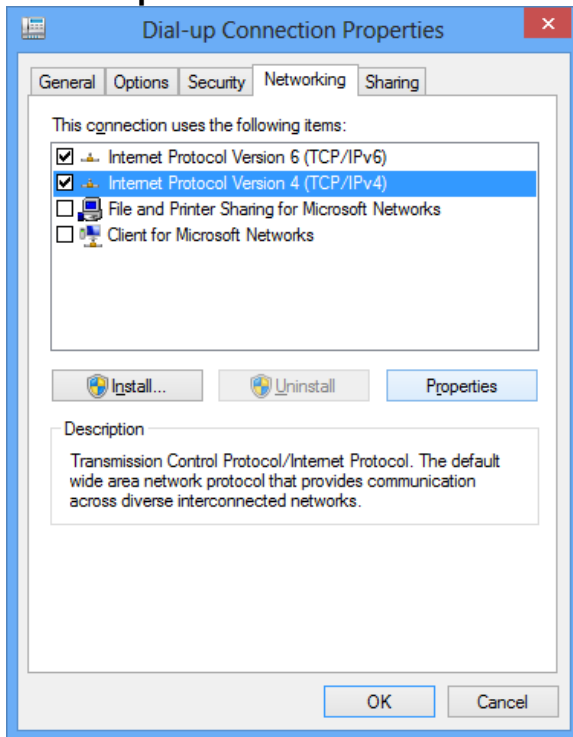 Dial-up Connection Properties
General Options Security Networking Sharing
This connection uses the following items:
Internet Protocol Version 6 (TCP/IPv6)
Internet Protocol Version 4 (TCP/IPv4)
File and Printer Sharing for Microsoft Networks
Client for Microsoft Networks
Install... Uninstall Properties
Description
Transmission Control Protocol/Internet Protocol. The default
wide area network protocol that provides communication
across diverse interconnected networks.
OK Cancel